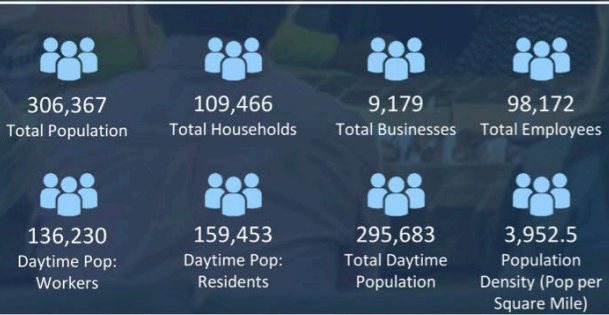 306,367
Total Population
109,466
Total Households
9,179
Total Businesses
98,172
Total Employees
136,230
Daytime Pop:
Workers
159,453
Daytime Pop:
Residents
295,683
Total Daytime
Population
3,952.5
Population
Density (Pop per
Square Mile)